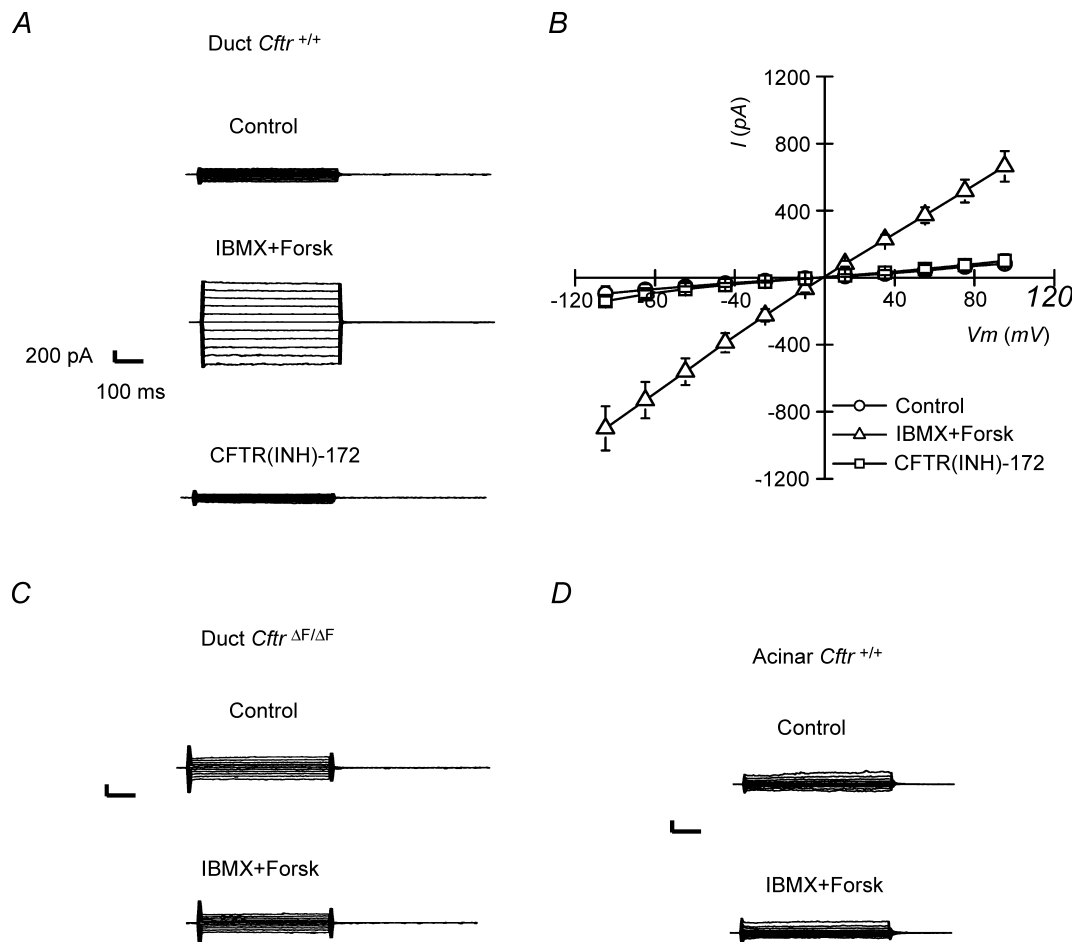 A
Duct Cftr +/+
Control
IBMX+Forsk
200 pA
100 ms
CFTR(INH)-172
B
I (pA)
1200
800
400
-120
-80
-40
40
80
120
Vm (mV)
-400
-800
-1200
Control
IBMX+Forsk
CFTR(INH)-172
C
Duct Cftr ΔF/ΔF
Control
IBMX+Forsk
D
Acinar Cftr +/+
Control
IBMX+Forsk